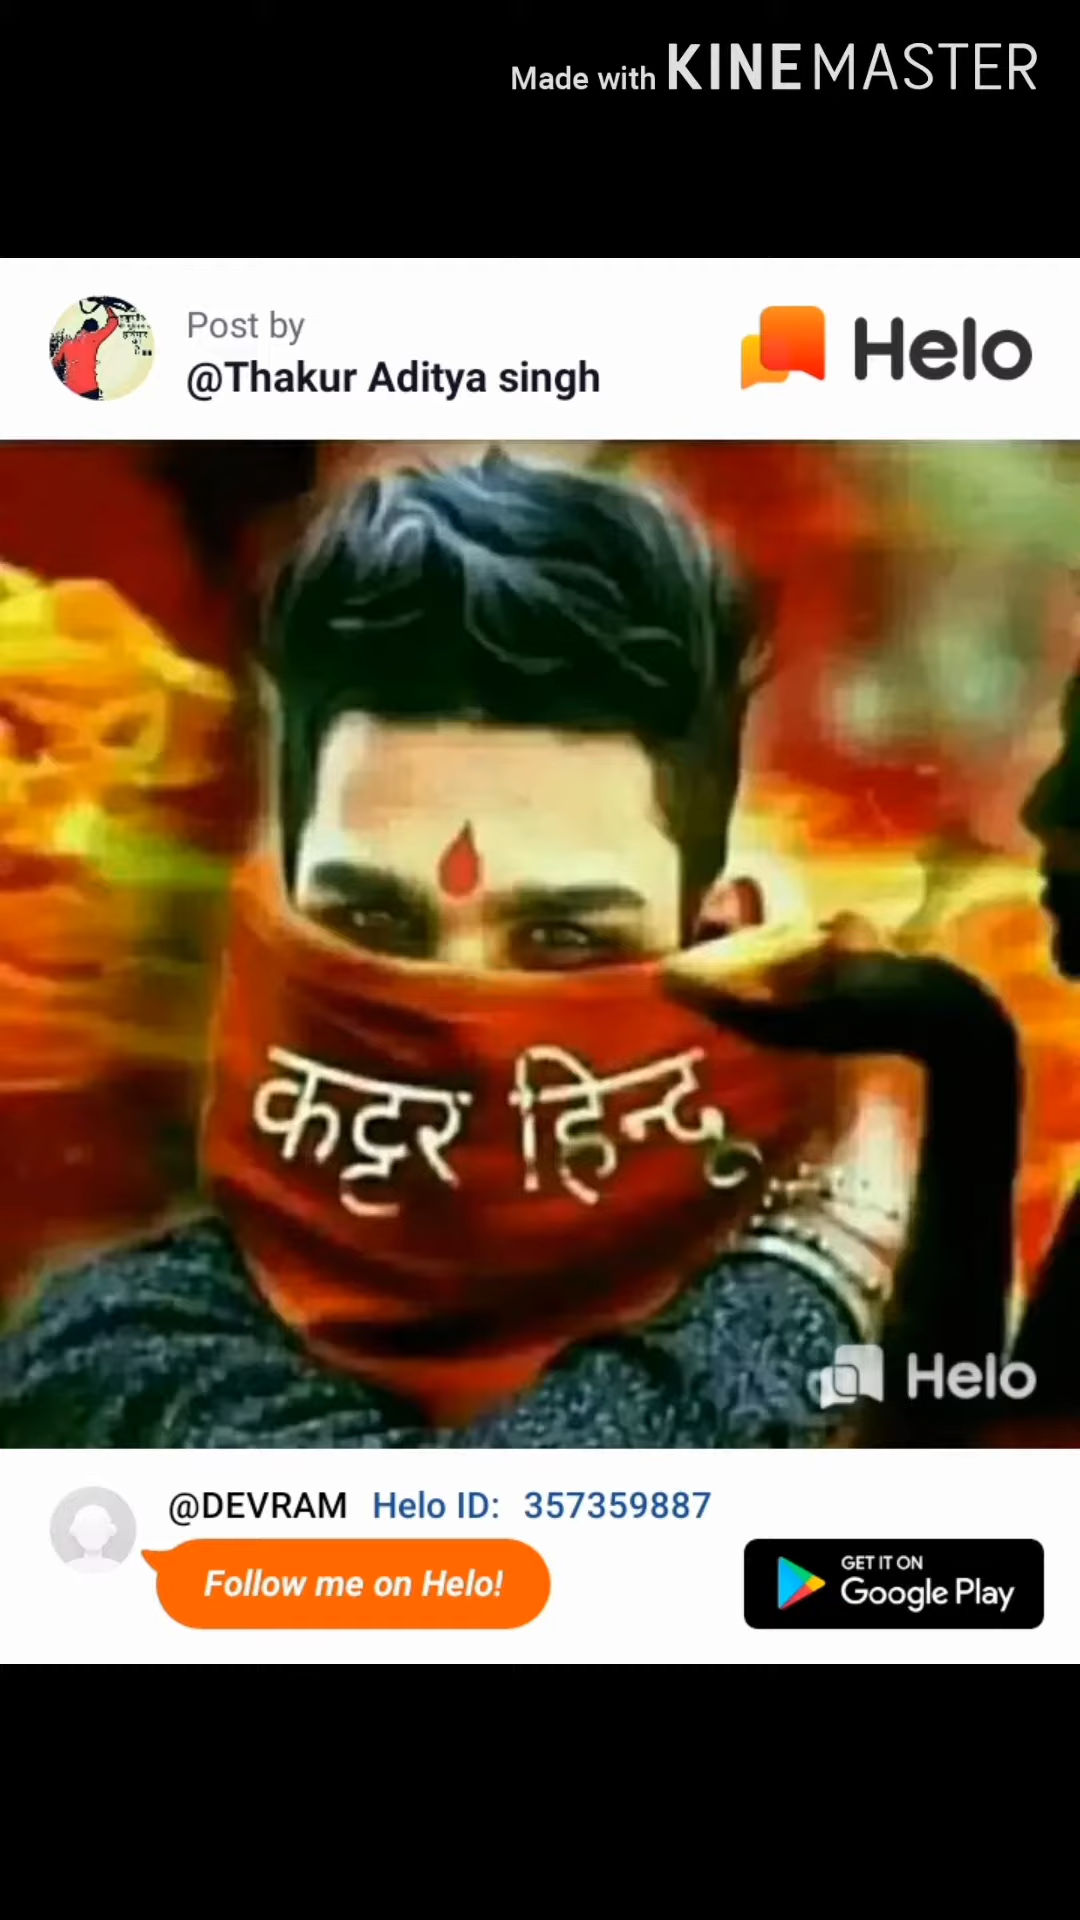 Made with KINEMASTER
Post by
@Thakur Aditya singh
Helo
कट्टर हिन्दू
Helo
@DEVRAM Helo ID: 357359887
Follow me on Helo!
GET IT ON
Google Play